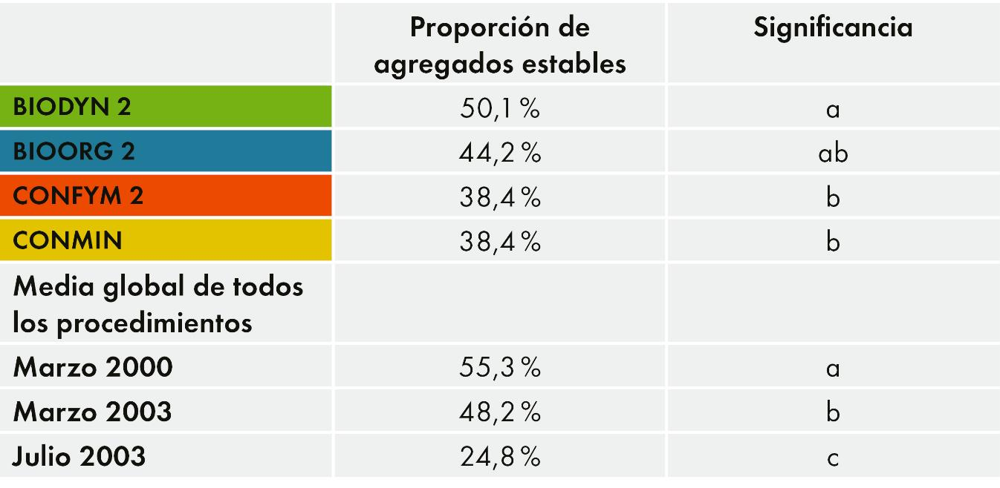 Proporción de
agregados estables
Significancia
BIODYN 2 50,1 % a
BIOORG 2 44,2 % ab
CONFYM 2 38,4 % b
CONMIN 38,4 % b
Media global de todos
los procedimientos
Marzo 2000 55,3 % a
Marzo 2003 48,2 % b
Julio 2003 24,8 % c